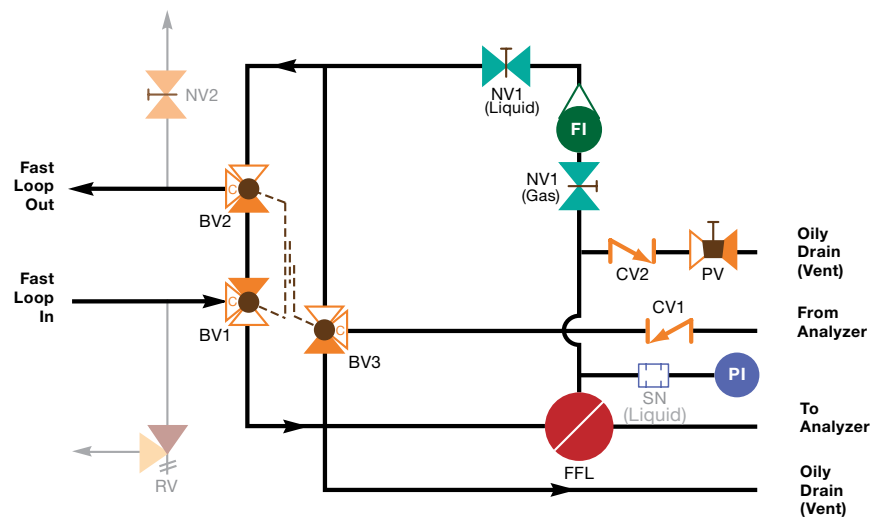 NV2
NV1
(Liquid)
FI
Fast
Loop
Out
C
BV2
NV1
(Gas)
Oily
Drain
(Vent)
CV2
PV
Fast
Loop
In
C
BV1
C
BV3
CV1
From
Analyzer
PI
SN
(Liquid)
To
Analyzer
FFL
RV
Oily
Drain
(Vent)